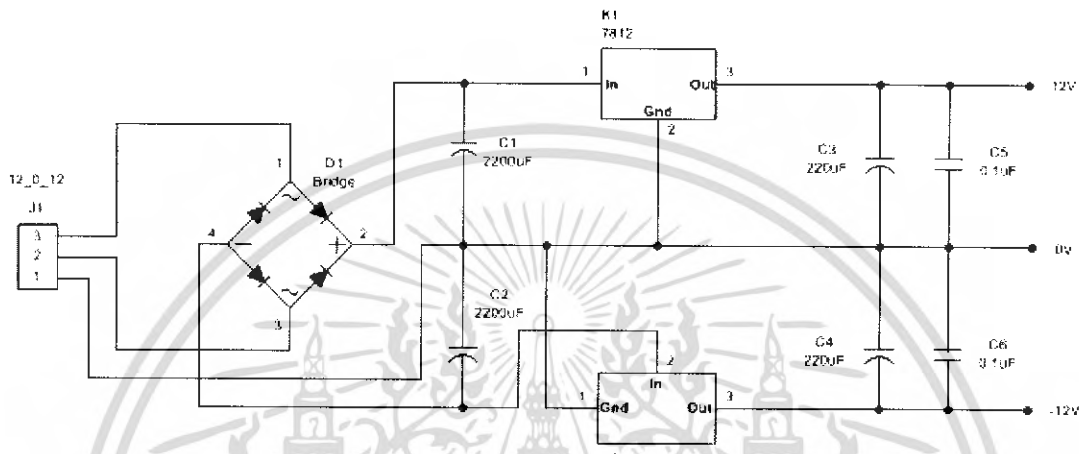 K1
7812
1
In
Out
3
Gnd
2
12V
C1
2200uF
C3
220uF
C5
0.1uF
1
D1
Bridge
~
12_0_12
J1
3
2
1
4
−
+
2
~
3
0V
C2
2200uF
C4
220uF
C6
0.1uF
2
In
1
Gnd
Out
3
-12V